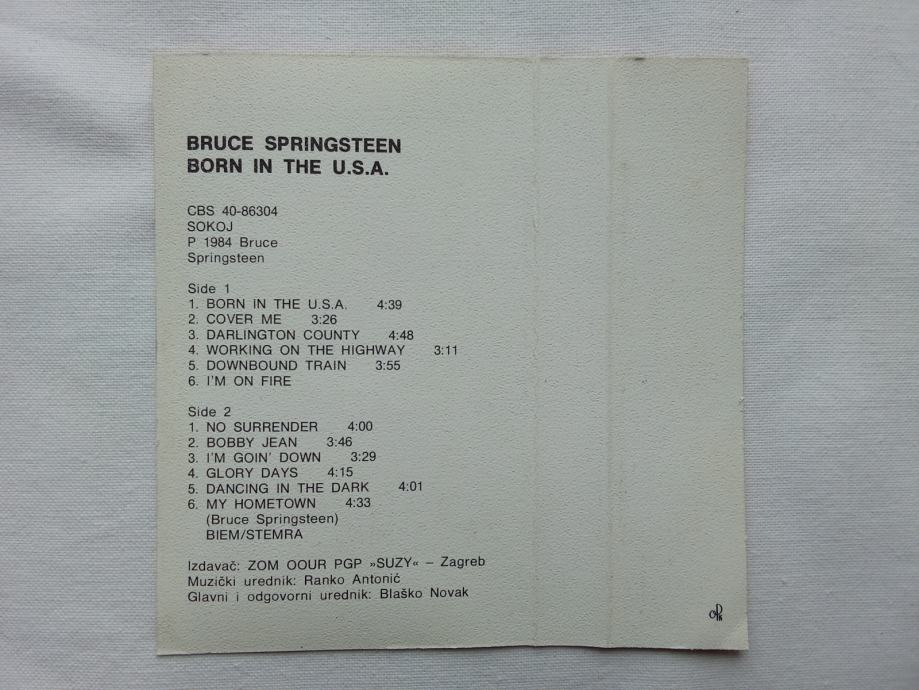 BRUCE SPRINGSTEEN
BORN IN THE U.S.A.
CBS 40-86304
SOKOJ
P 1984 Bruce
Springsteen
Side 1
1. BORN IN THE U.S.A. 4:39
2. COVER ME 3:26
3. DARLINGTON COUNTY 4:48
4. WORKING ON THE HIGHWAY 3:11
5. DOWNBOUND TRAIN 3:55
6. I'M ON FIRE
Side 2
1. NO SURRENDER 4:00
2. BOBBY JEAN 3:46
3. I'M GOIN' DOWN 3:29
4. GLORY DAYS 4:15
5. DANCING IN THE DARK 4:01
6. MY HOMETOWN 4:33
(Bruce Springsteen)
BIEM/STEMRA
Izdavač: ZOM OOUR PGP »SUZY« – Zagreb
Muzički urednik: Ranko Antonić
Glavni i odgovorni urednik: Blaško Novak